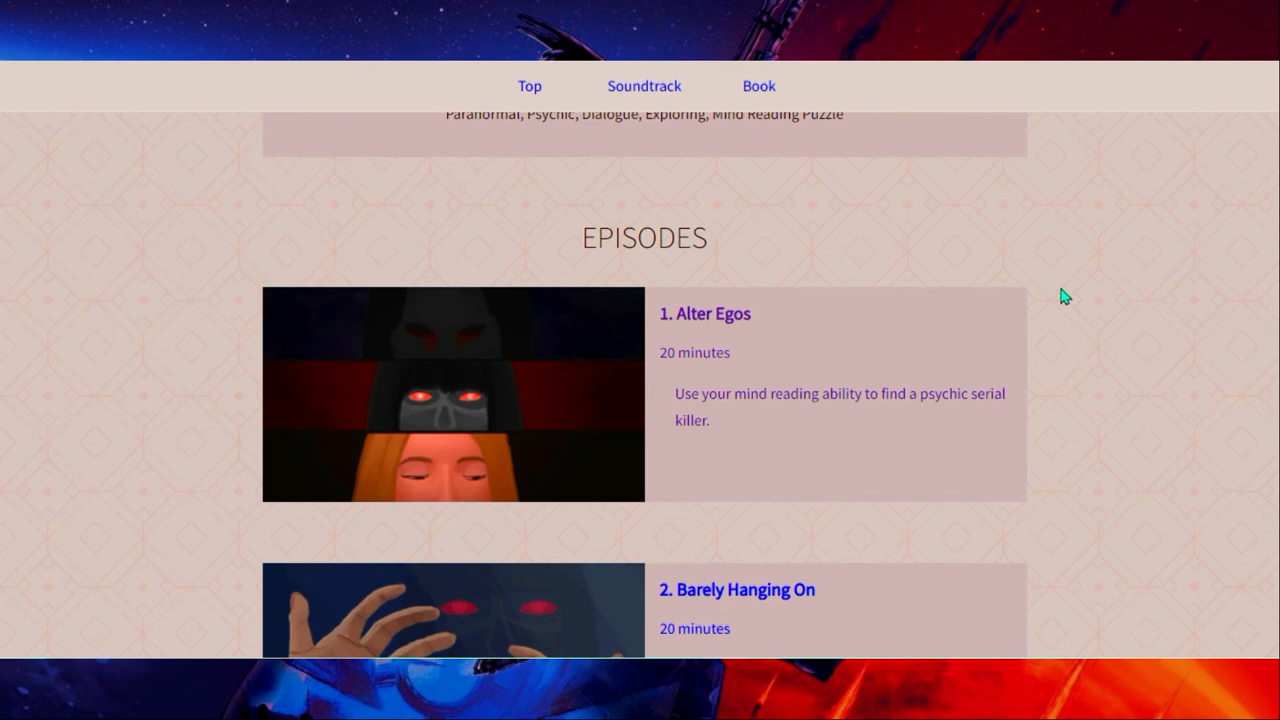 Top Soundtrack Book
Paranormal, Psychic, Dialogue, Exploring, Mind Reading Puzzle
EPISODES
1. Alter Egos
20 minutes
Use your mind reading ability to find a psychic serial
killer.
2. Barely Hanging On
20 minutes